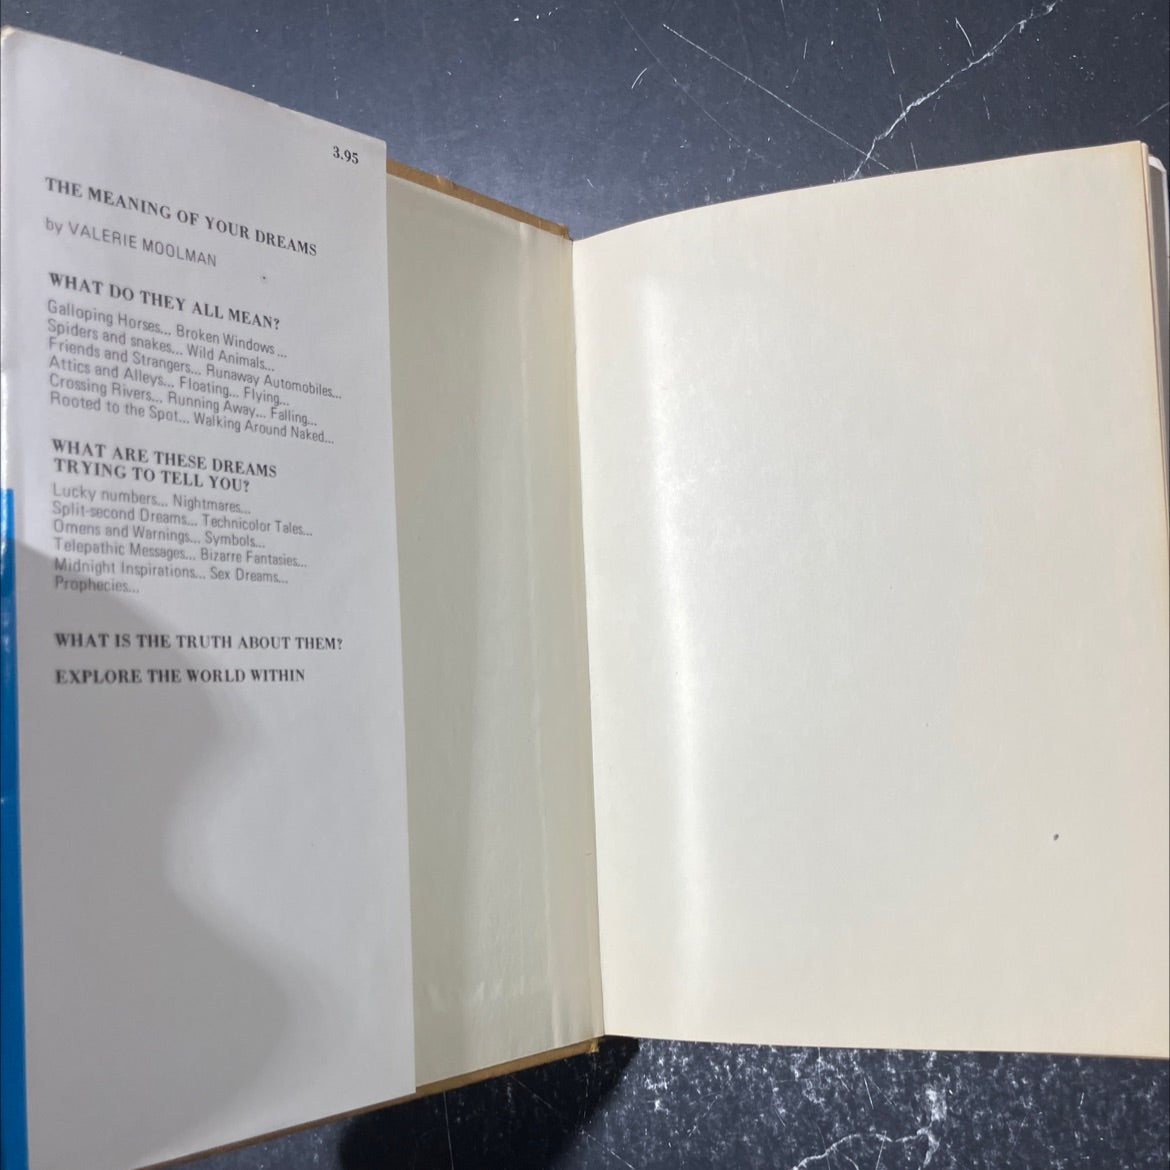 3.95
THE MEANING OF YOUR DREAMS
by VALERIE MOOLMAN
WHAT DO THEY ALL MEAN?
Galloping Horses... Broken Windows...
Spiders and snakes... Wild Animals...
Friends and Strangers... Runaway Automobiles...
Attics and Alleys... Floating... Flying...
Crossing Rivers... Running Away... Falling...
Rooted to the Spot... Walking Around Naked...
WHAT ARE THESE DREAMS
TRYING TO TELL YOU?
Lucky numbers... Nightmares...
Split-second Dreams... Technicolor Tales...
Omens and Warnings... Symbols...
Telepathic Messages... Bizarre Fantasies...
Midnight Inspirations... Sex Dreams...
Prophecies...
WHAT IS THE TRUTH ABOUT THEM?
EXPLORE THE WORLD WITHIN